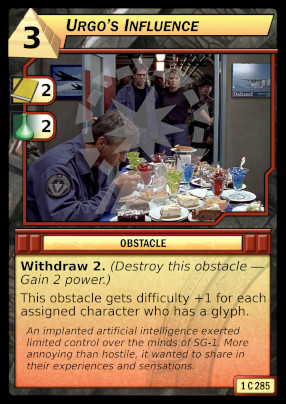 3
URGO'S INFLUENCE
2
2
OBSTACLE
Withdraw 2. (Destroy this obstacle —
Gain 2 power.)
This obstacle gets difficulty +1 for each
assigned character who has a glyph.
An implanted artificial intelligence exerted
limited control over the minds of SG-1. More
annoying than hostile, it wanted to share in
their experiences and sensations.
1 C 285